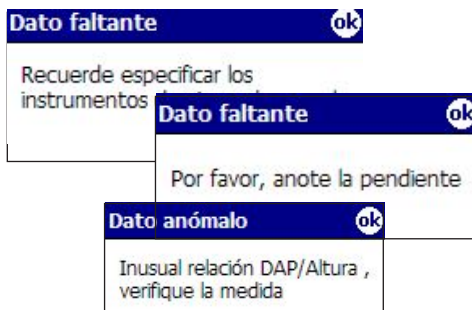 Dato faltante ok
Recuerde especificar los
instrumentos
Dato faltante ok
Por favor, anote la pendiente
Dato anómalo ok
Inusual relación DAP/Altura ,
verifique la medida